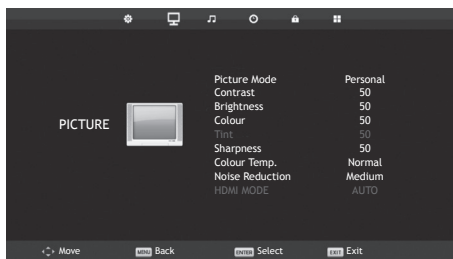 Picture Mode Personal
Contrast 50
Brightness 50
PICTURE
Colour 50
Tint 50
Sharpness 50
Colour Temp. Normal
Noise Reduction Medium
HDMI MODE AUTO
Move MENU Back ENTER Select EXIT Exit